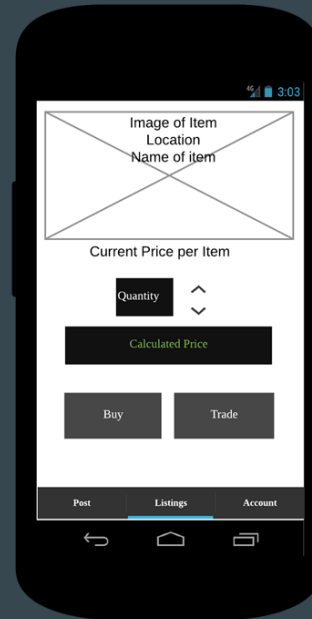 4G 3:03
Image of Item
Location
Name of item
Current Price per Item
Quantity
Calculated Price
Buy Trade
Post Listings Account